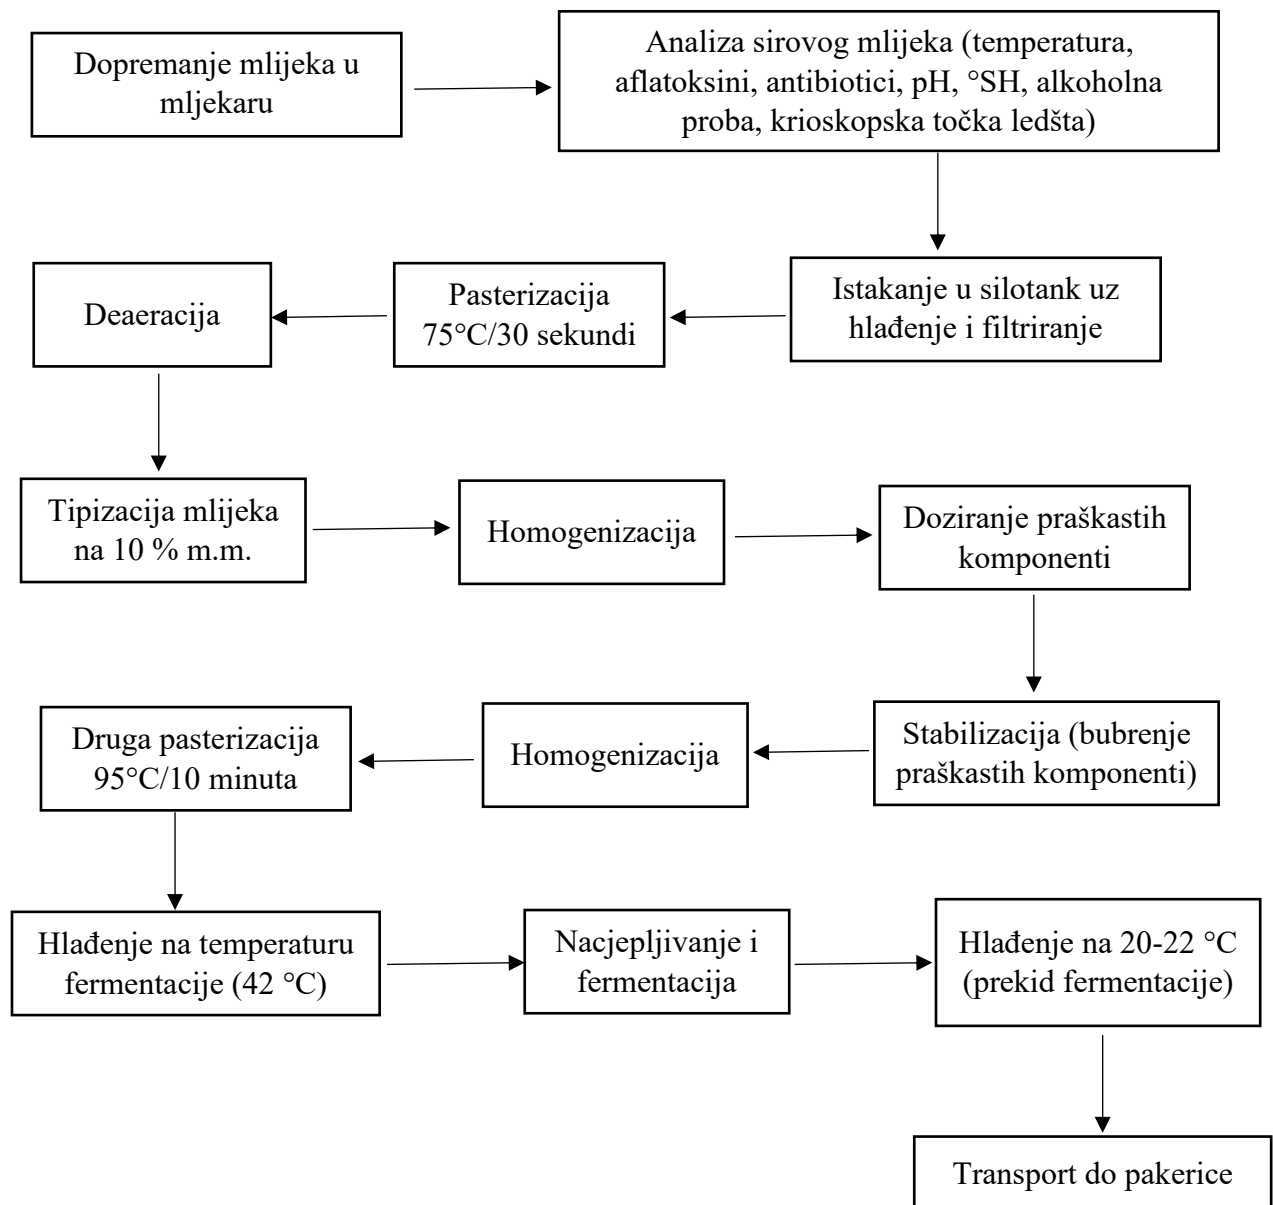 Dopremanje mlijeka u
mljekaru
Analiza sirovog mlijeka (temperatura,
aflatoksini, antibiotici, pH, °SH, alkoholna
proba, krioskopska točka ledšta)
Istakanje u silotank uz
hlađenje i filtriranje
Pasterizacija
75°C/30 sekundi
Deaeracija
Tipizacija mlijeka
na 10 % m.m.
Homogenizacija
Doziranje praškastih
komponenti
Stabilizacija (bubrenje
praškastih komponenti)
Homogenizacija
Druga pasterizacija
95°C/10 minuta
Hlađenje na temperaturu
fermentacije (42 °C)
Nacjepljivanje i
fermentacija
Hlađenje na 20-22 °C
(prekid fermentacije)
Transport do pakerice